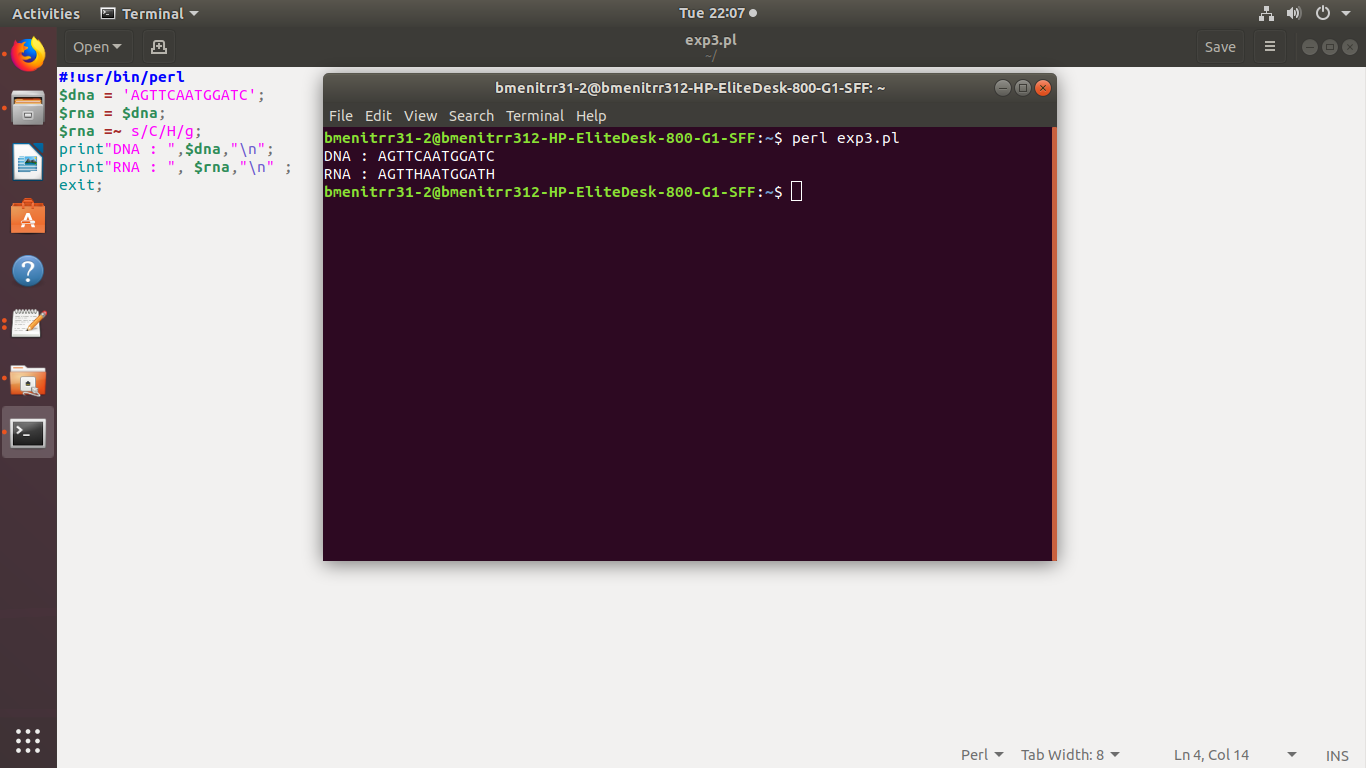 Activities Terminal Tue 22:07
Open exp3.pl Save
~/
#!usr/bin/perl
$dna = 'AGTTCAATGGATC';
$rna = $dna;
$rna =~ s/C/H/g;
print"DNA : ",$dna,"\n";
print"RNA : ", $rna,"\n" ;
exit;
bmenitrr31-2@bmenitrr312-HP-EliteDesk-800-G1-SFF: ~
File Edit View Search Terminal Help
bmenitrr31-2@bmenitrr312-HP-EliteDesk-800-G1-SFF:~$ perl exp3.pl
DNA : AGTTCAATGGATC
RNA : AGTTHAATGGATH
bmenitrr31-2@bmenitrr312-HP-EliteDesk-800-G1-SFF:~$
Perl Tab Width: 8 Ln 4, Col 14 INS